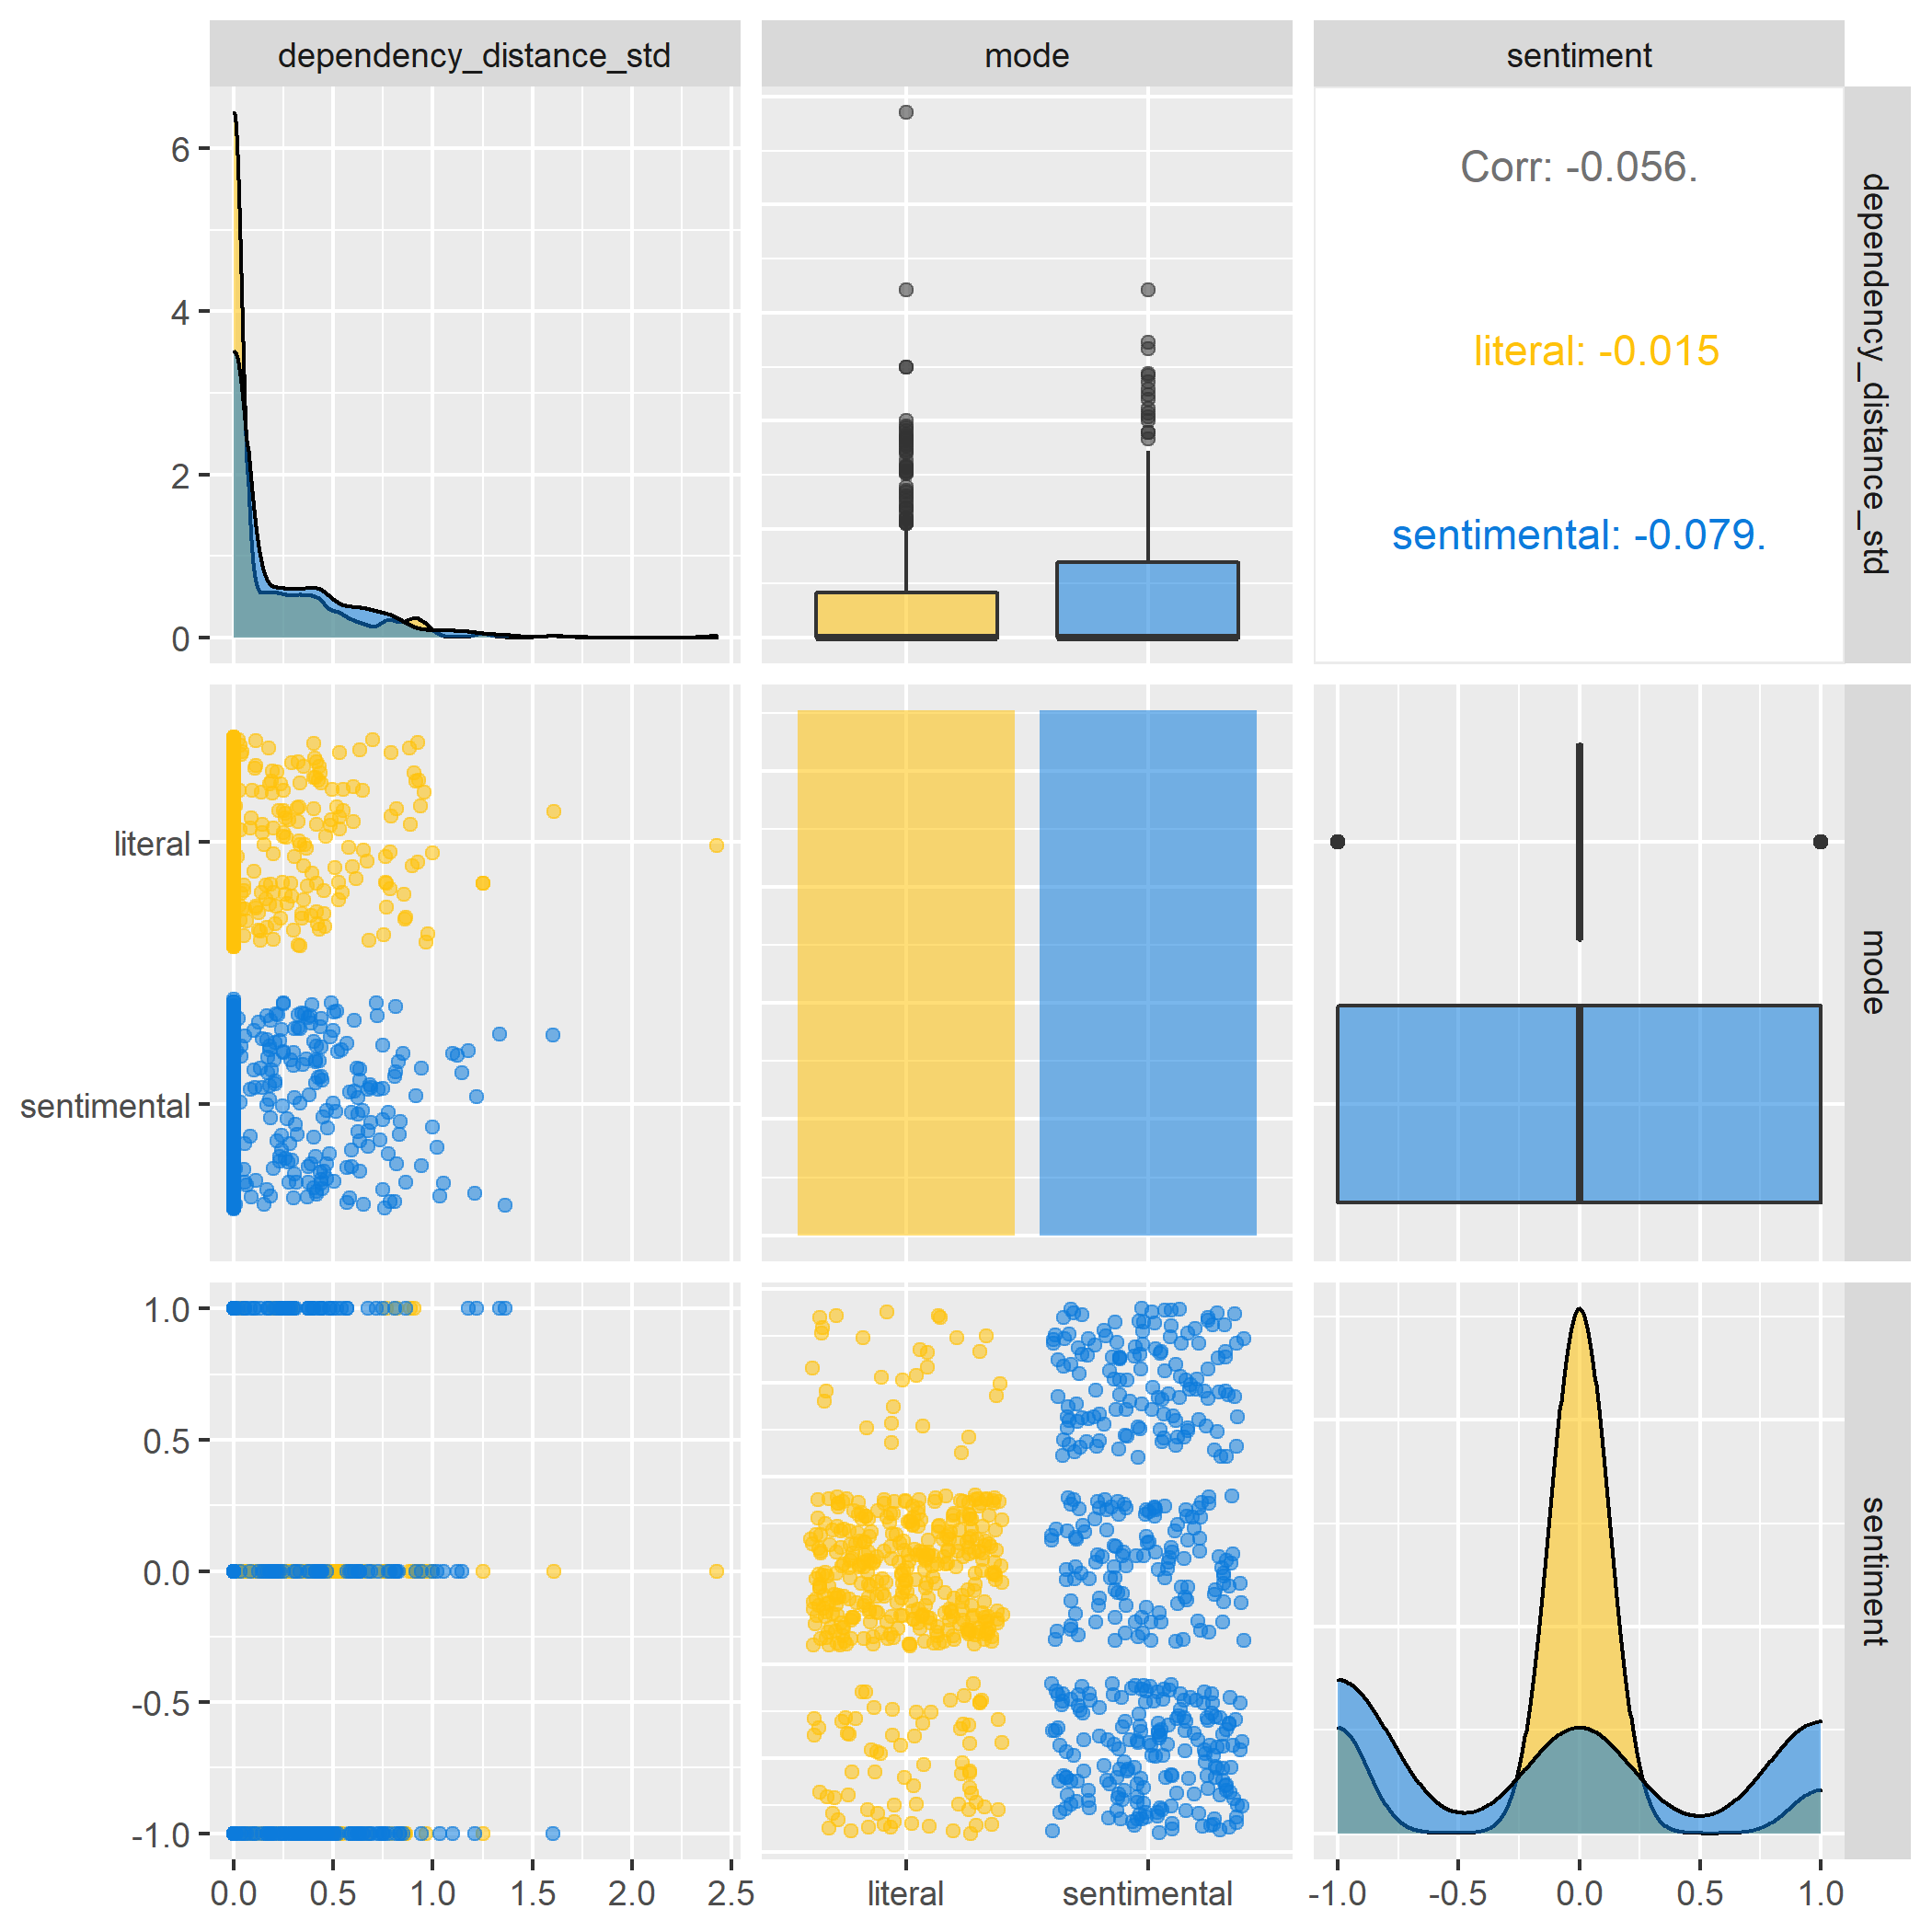 dependency_distance_std
mode
sentiment
6
4
2
0
Corr: -0.056.
literal: -0.015
sentimental: -0.079.
dependency_distance_std
literal
sentimental
mode
1.0
0.5
0.0
-0.5
-1.0
sentiment
0.0 0.5 1.0 1.5 2.0 2.5
literal sentimental
-1.0 -0.5 0.0 0.5 1.0